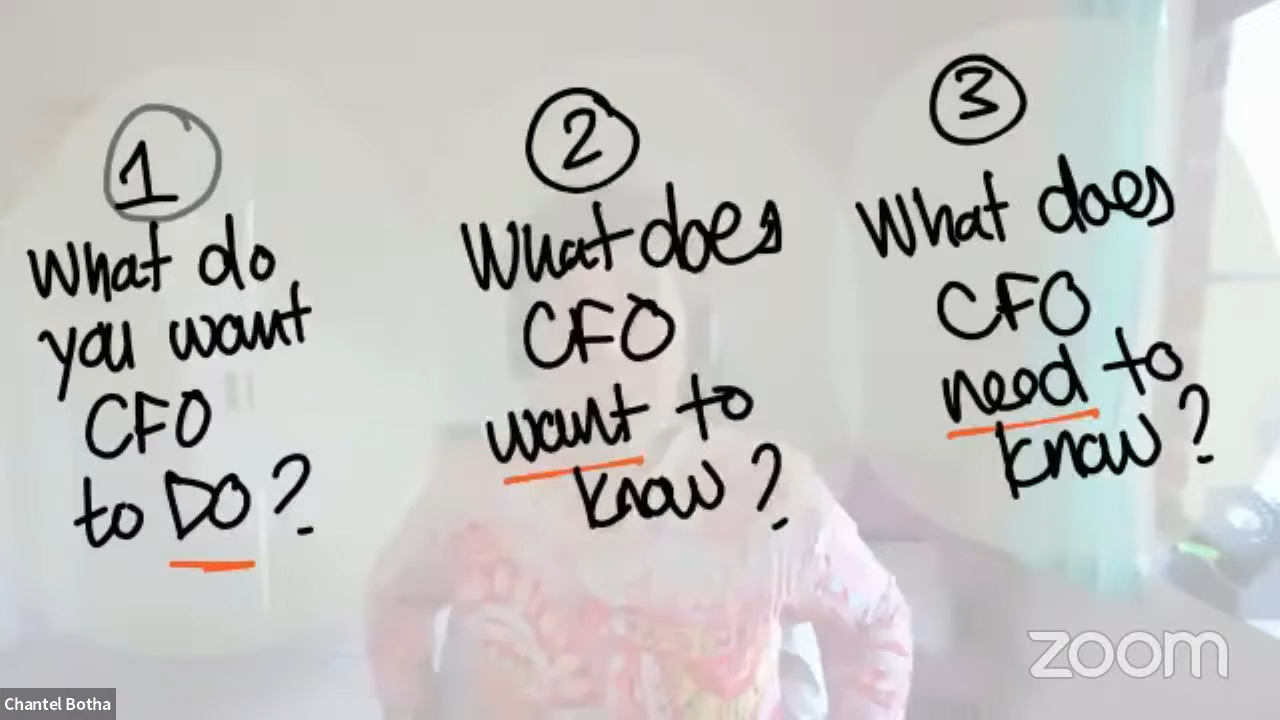 1
What do
you want
CFO
to DO?
2
What does
CFO
want to
know?
3
What does
CFO
need to
know?
zoom
Chantel Botha